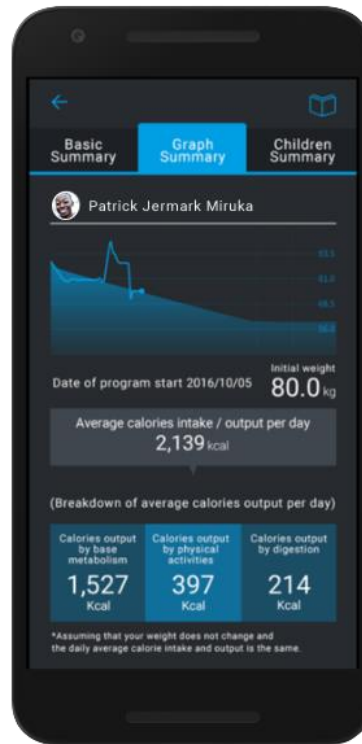 Basic
Summary
Graph
Summary
Children
Summary
Patrick Jermark Miruka
Date of program start 2016/10/05
Initial weight
80.0 kg
Average calories intake / output per day
2,139 kcal
(Breakdown of average calories output per day)
Calories output
by base
metabolism
1,527
Kcal
Calories output
by physical
activities
397
Kcal
Calories output
by digestion
214
Kcal
*Assuming that your weight does not change and
the daily average calorie intake and output is the same.